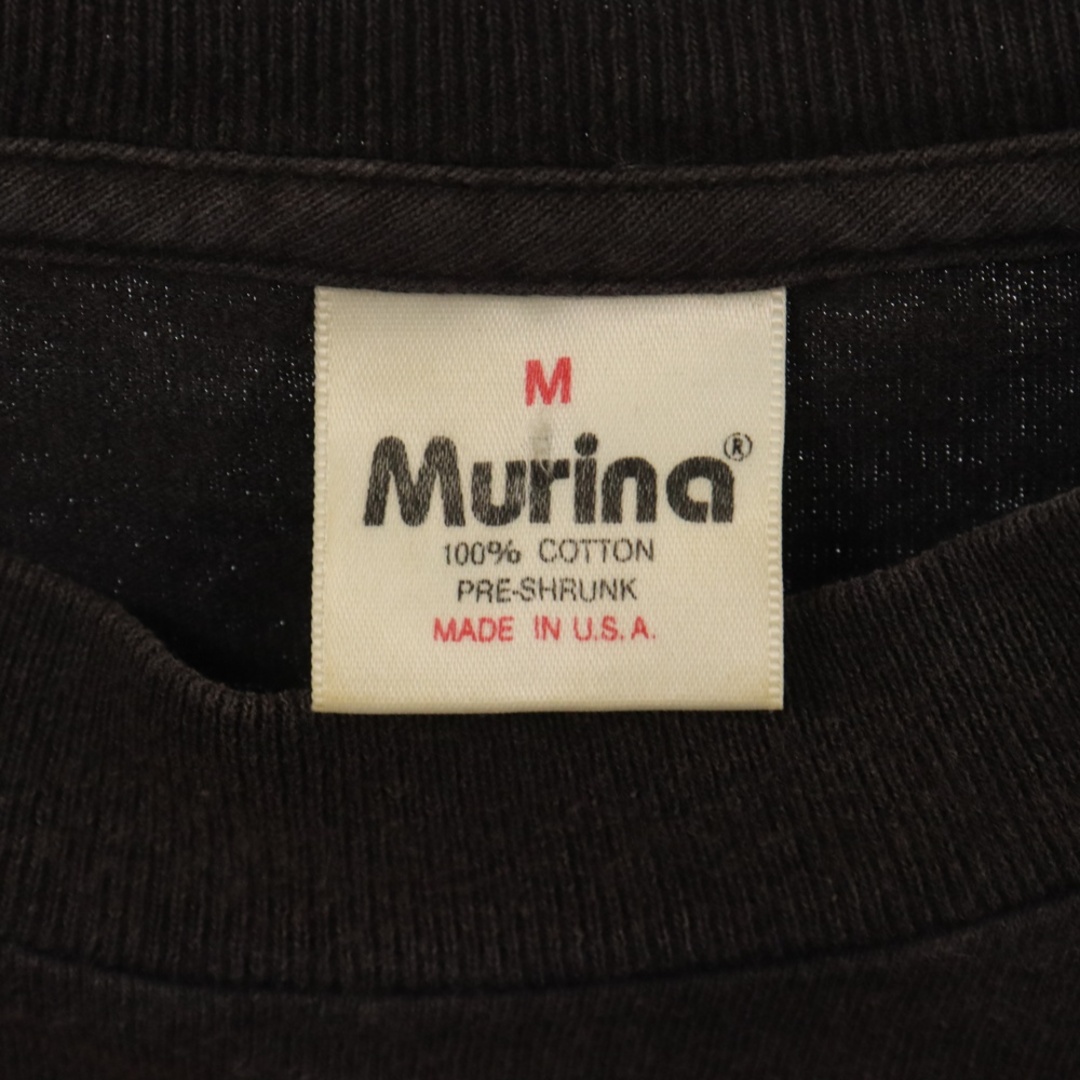 M
Murina®
100% COTTON
PRE-SHRUNK
MADE IN U.S.A.